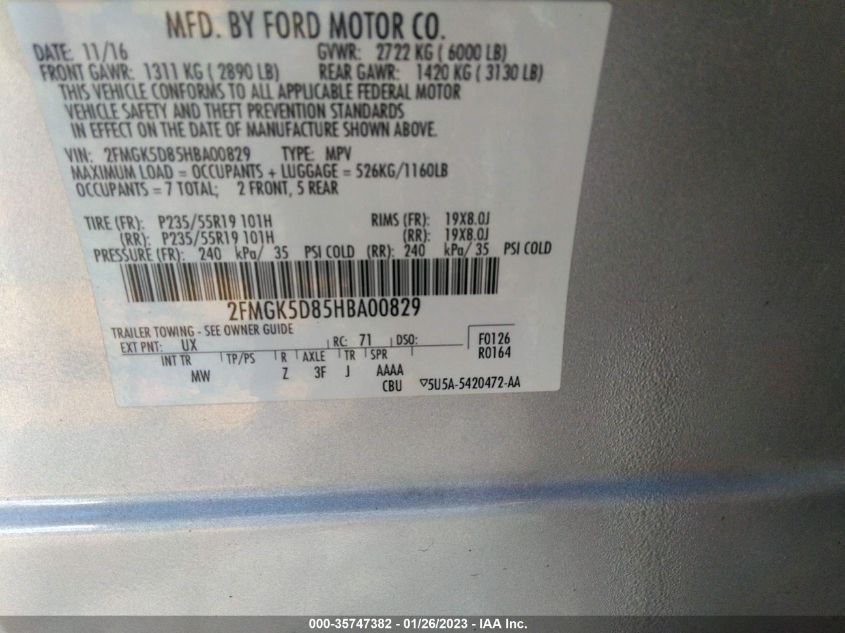 MFD. BY FORD MOTOR CO.
DATE: 11/16 GVWR: 2722 KG ( 6000 LB)
FRONT GAWR: 1311 KG ( 2890 LB) REAR GAWR: 1420 KG ( 3130 LB)
THIS VEHICLE CONFORMS TO ALL APPLICABLE FEDERAL MOTOR
VEHICLE SAFETY AND THEFT PREVENTION STANDARDS
IN EFFECT ON THE DATE OF MANUFACTURE SHOWN ABOVE.
VIN: 2FMGK5D85HBA00829 TYPE: MPV
MAXIMUM LOAD = OCCUPANTS + LUGGAGE = 526KG/1160LB
OCCUPANTS = 7 TOTAL; 2 FRONT, 5 REAR
TIRE (FR): P235/55R19 101H RIMS (FR): 19X8.0J
(RR): P235/55R19 101H (RR): 19X8.0J
PRESSURE (FR): 240 kPa/ 35 PSI COLD (RR): 240 kPa/ 35 PSI COLD
2FMGK5D85HBA00829
TRAILER TOWING - SEE OWNER GUIDE
EXT PNT: UX RC: 71 DSO: F0126
INT TR TP/PS R AXLE TR SPR R0164
MW Z 3F J AAAA
CBU ▽5U5A-5420472-AA
000-35747382 - 01/26/2023 - IAA Inc.